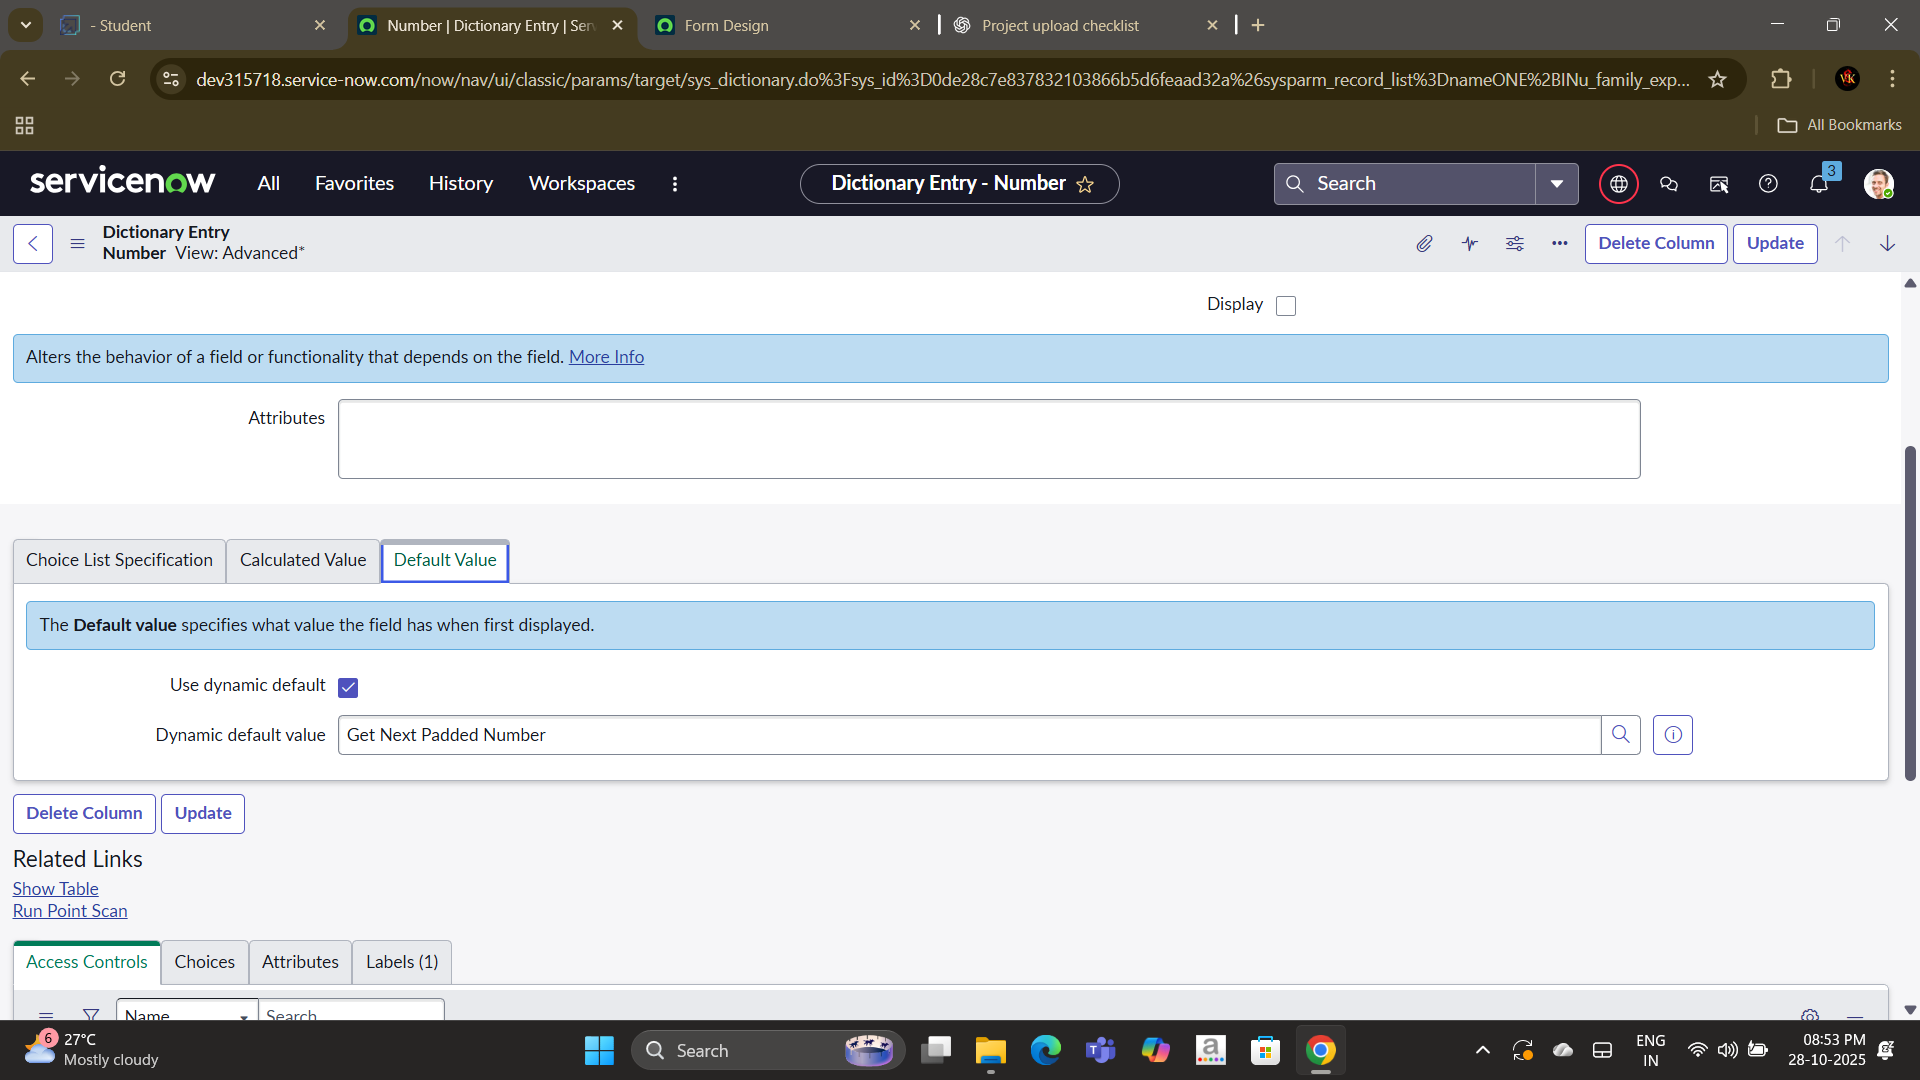 - Student
Number | Dictionary Entry | Ser
Form Design
Project upload checklist
dev315718.service-now.com/now/nav/ui/classic/params/target/sys_dictionary.do%3Fsys_id%3D0de28c7e837832103866b5d6feaad32a%26sysparm_record_list%3DnameONE%2BINu_family_exp...
VK
All Bookmarks
servicenow
All
Favorites
History
Workspaces
Dictionary Entry - Number
Search
3
Dictionary Entry
Number View: Advanced*
Delete Column
Update
Display
Alters the behavior of a field or functionality that depends on the field. More Info
Attributes
Choice List Specification
Calculated Value
Default Value
The Default value specifies what value the field has when first displayed.
Use dynamic default
Dynamic default value
Get Next Padded Number
Delete Column
Update
Related Links
Show Table
Run Point Scan
Access Controls
Choices
Attributes
Labels (1)
Name
Search
6
27°C
Mostly cloudy
Search
a
ENG
IN
08:53 PM
28-10-2025